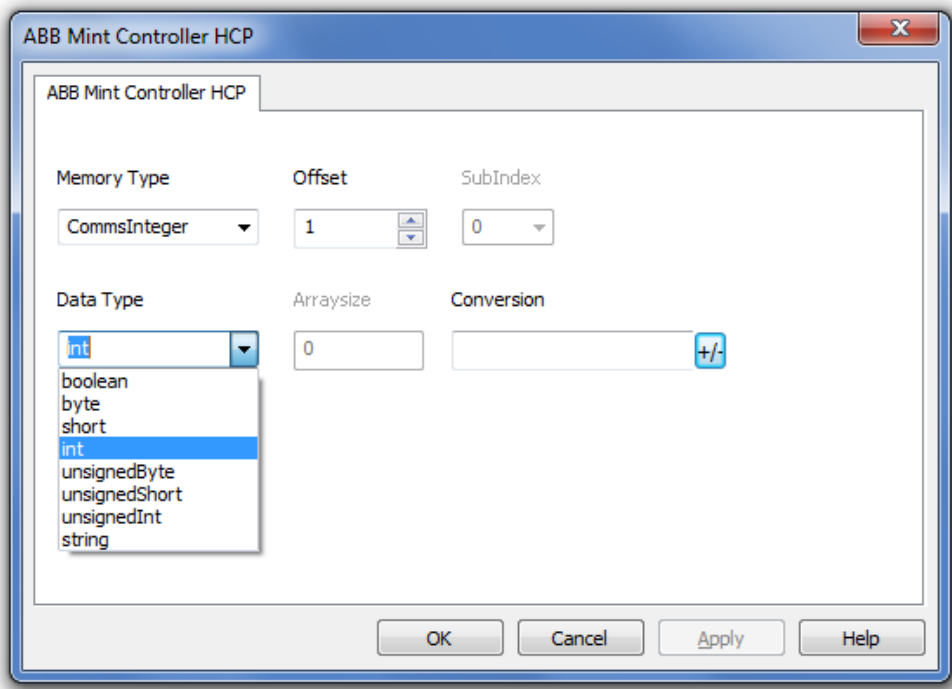 ABB Mint Controller HCP
x
ABB Mint Controller HCP
Memory Type Offset SubIndex
CommsInteger 1 0
Data Type Arraysize Conversion
int 0 +/-
boolean
byte
short
int
unsignedByte
unsignedShort
unsignedInt
string
OK Cancel Apply Help